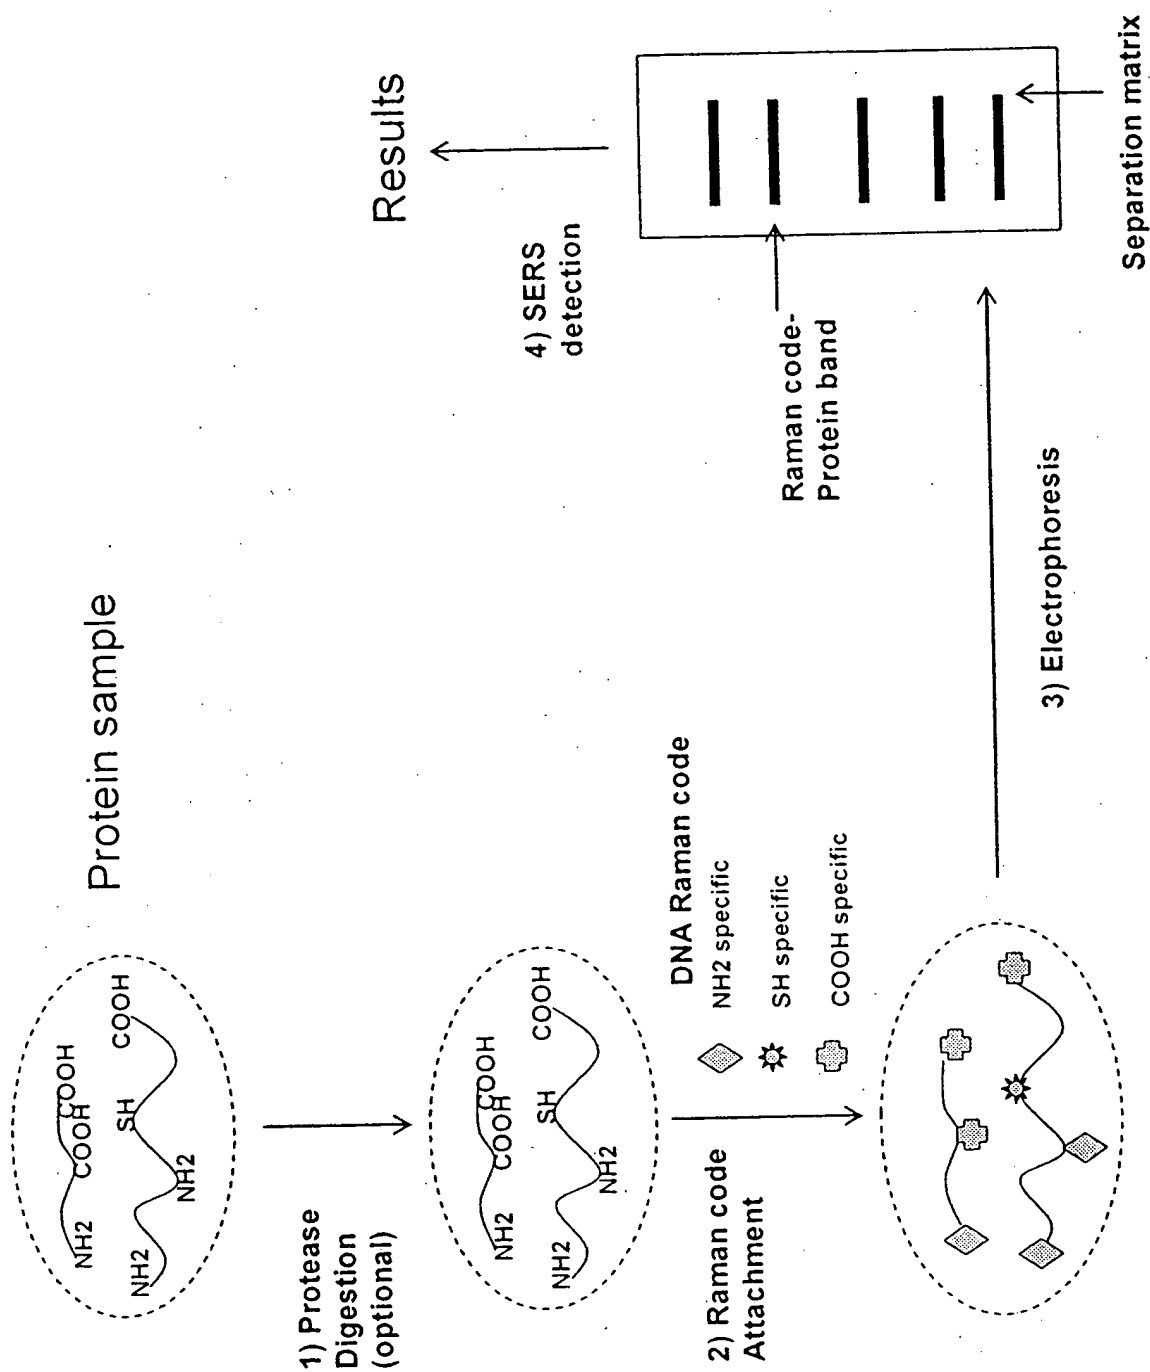 Protein sample
NH2
COOH
COOH
NH2
NH2
SH
COOH
1) Protease
Digestion
(optional)
NH2
COOH
COOH
NH2
NH2
SH
COOH
2) Raman code
Attachment
DNA Raman code
NH2 specific
SH specific
COOH specific
3) Electrophoresis
Raman code-
Protein band
Separation matrix
4) SERS
detection
Results